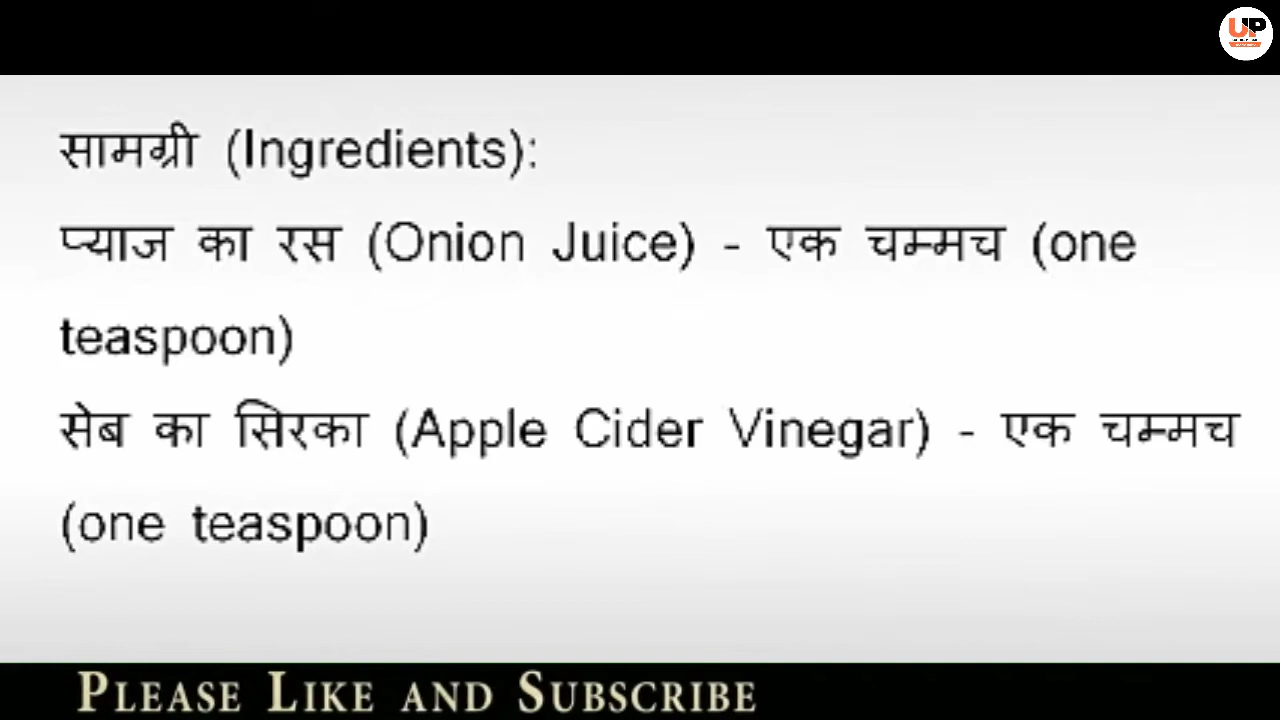 UP
सामग्री (Ingredients):
प्याज का रस (Onion Juice) - एक चम्मच (one
teaspoon)
सेब का सिरका (Apple Cider Vinegar) - एक चम्मच
(one teaspoon)
PLEASE LIKE AND SUBSCRIBE